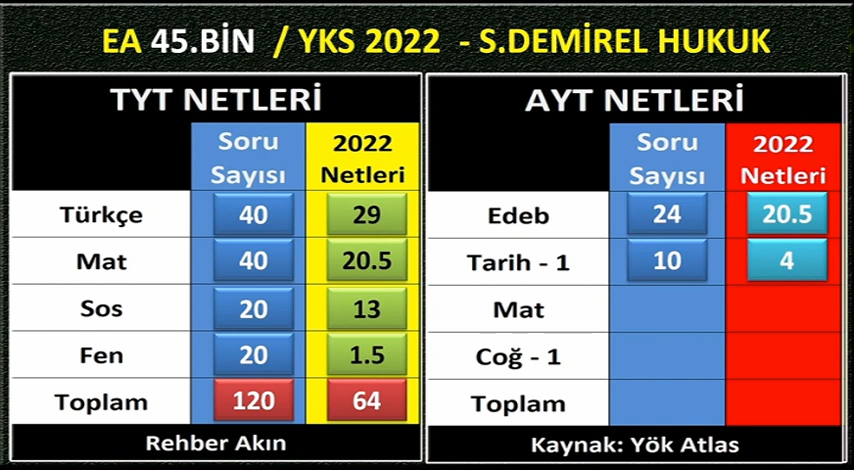 EA 45.BİN / YKS 2022 - S.DEMİREL HUKUK
TYT NETLERİ
Soru Sayısı 2022 Netleri
Türkçe 40 29
Mat 40 20.5
Sos 20 13
Fen 20 1.5
Toplam 120 64
Rehber Akın
AYT NETLERİ
Soru Sayısı 2022 Netleri
Edeb 24 20.5
Tarih - 1 10 4
Mat
Coğ - 1
Toplam
Kaynak: Yök Atlas